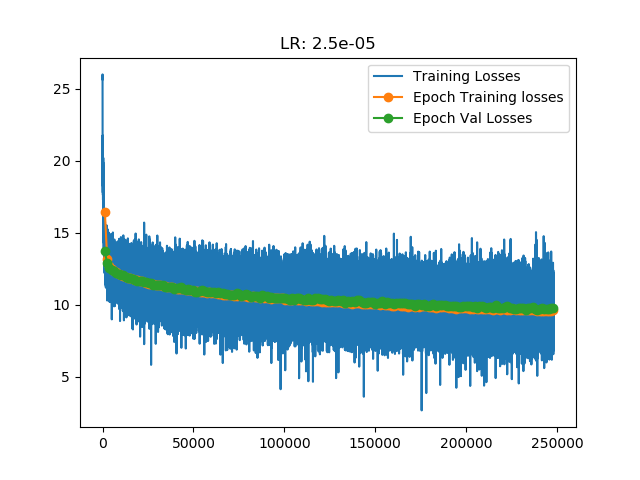 LR: 2.5e-05
Training Losses
Epoch Training losses
Epoch Val Losses
25
20
15
10
5
0 50000 100000 150000 200000 250000